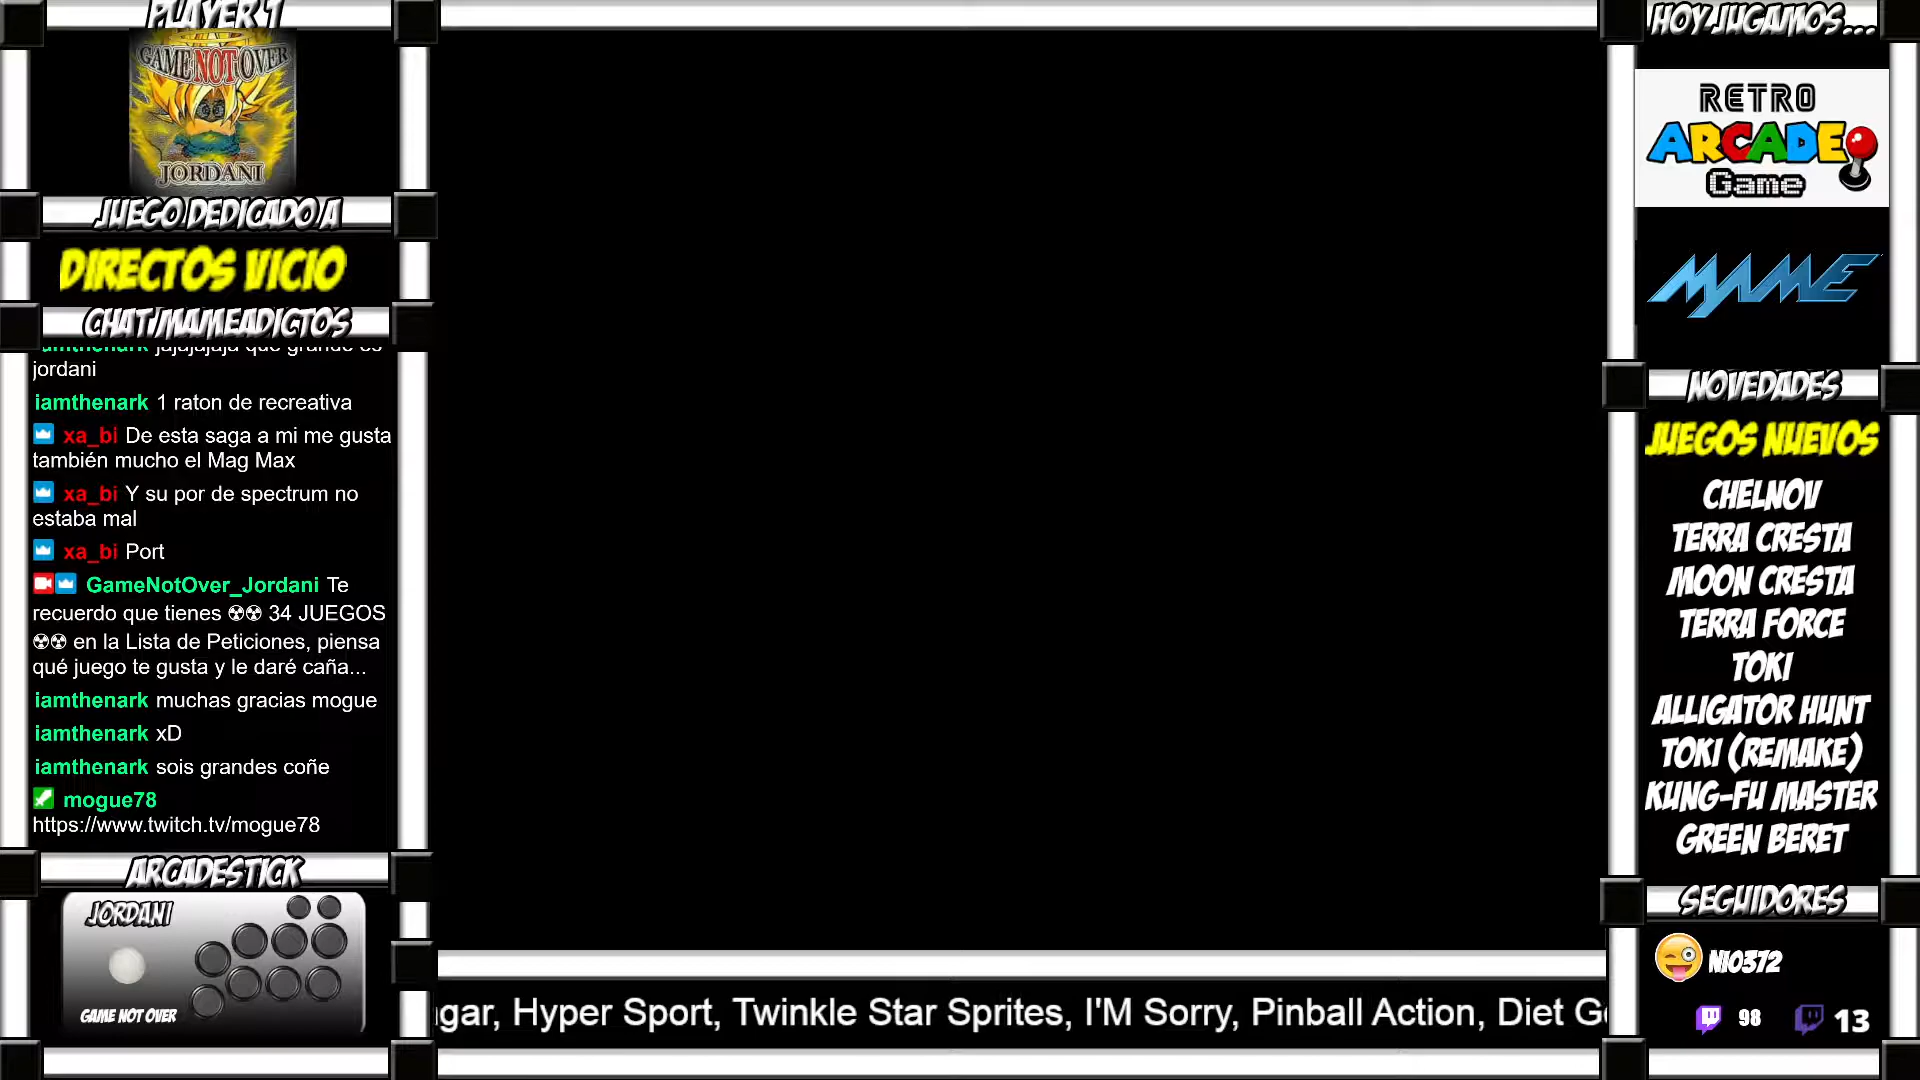 PLAYER 1
GAME NOT OVER
JORDANI
JUEGO DEDICADO A
DIRECTOS VICIO
CHAT/MAMEADICTOS
iamthenark jajajajaja que grande es
jordani
iamthenark 1 raton de recreativa
xa_bi De esta saga a mi me gusta
también mucho el Mag Max
xa_bi Y su por de spectrum no
estaba mal
xa_bi Port
GameNotOver_Jordani Te
recuerdo que tienes ☢☢ 34 JUEGOS
☢☢ en la Lista de Peticiones, piensa
qué juego te gusta y le daré caña...
iamthenark muchas gracias mogue
iamthenark xD
iamthenark sois grandes coñe
mogue78
https://www.twitch.tv/mogue78
ARCADESTICK
JORDANI
GAME NOT OVER
gar, Hyper Sport, Twinkle Star Sprites, I'M Sorry, Pinball Action, Diet G
HOY JUGAMOS...
RETRO
ARCADE
Game
MAME
NOVEDADES
JUEGOS NUEVOS
CHELNOV
TERRA CRESTA
MOON CRESTA
TERRA FORCE
TOKI
ALLIGATOR HUNT
TOKI (REMAKE)
KUNG-FU MASTER
GREEN BERET
SEGUIDORES
NIO372
98
13